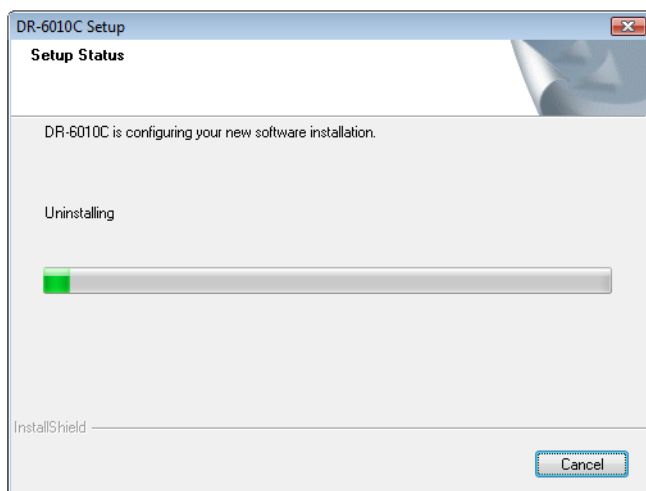 DR-6010C Setup
Setup Status
DR-6010C is configuring your new software installation.
Uninstalling
InstallShield
Cancel